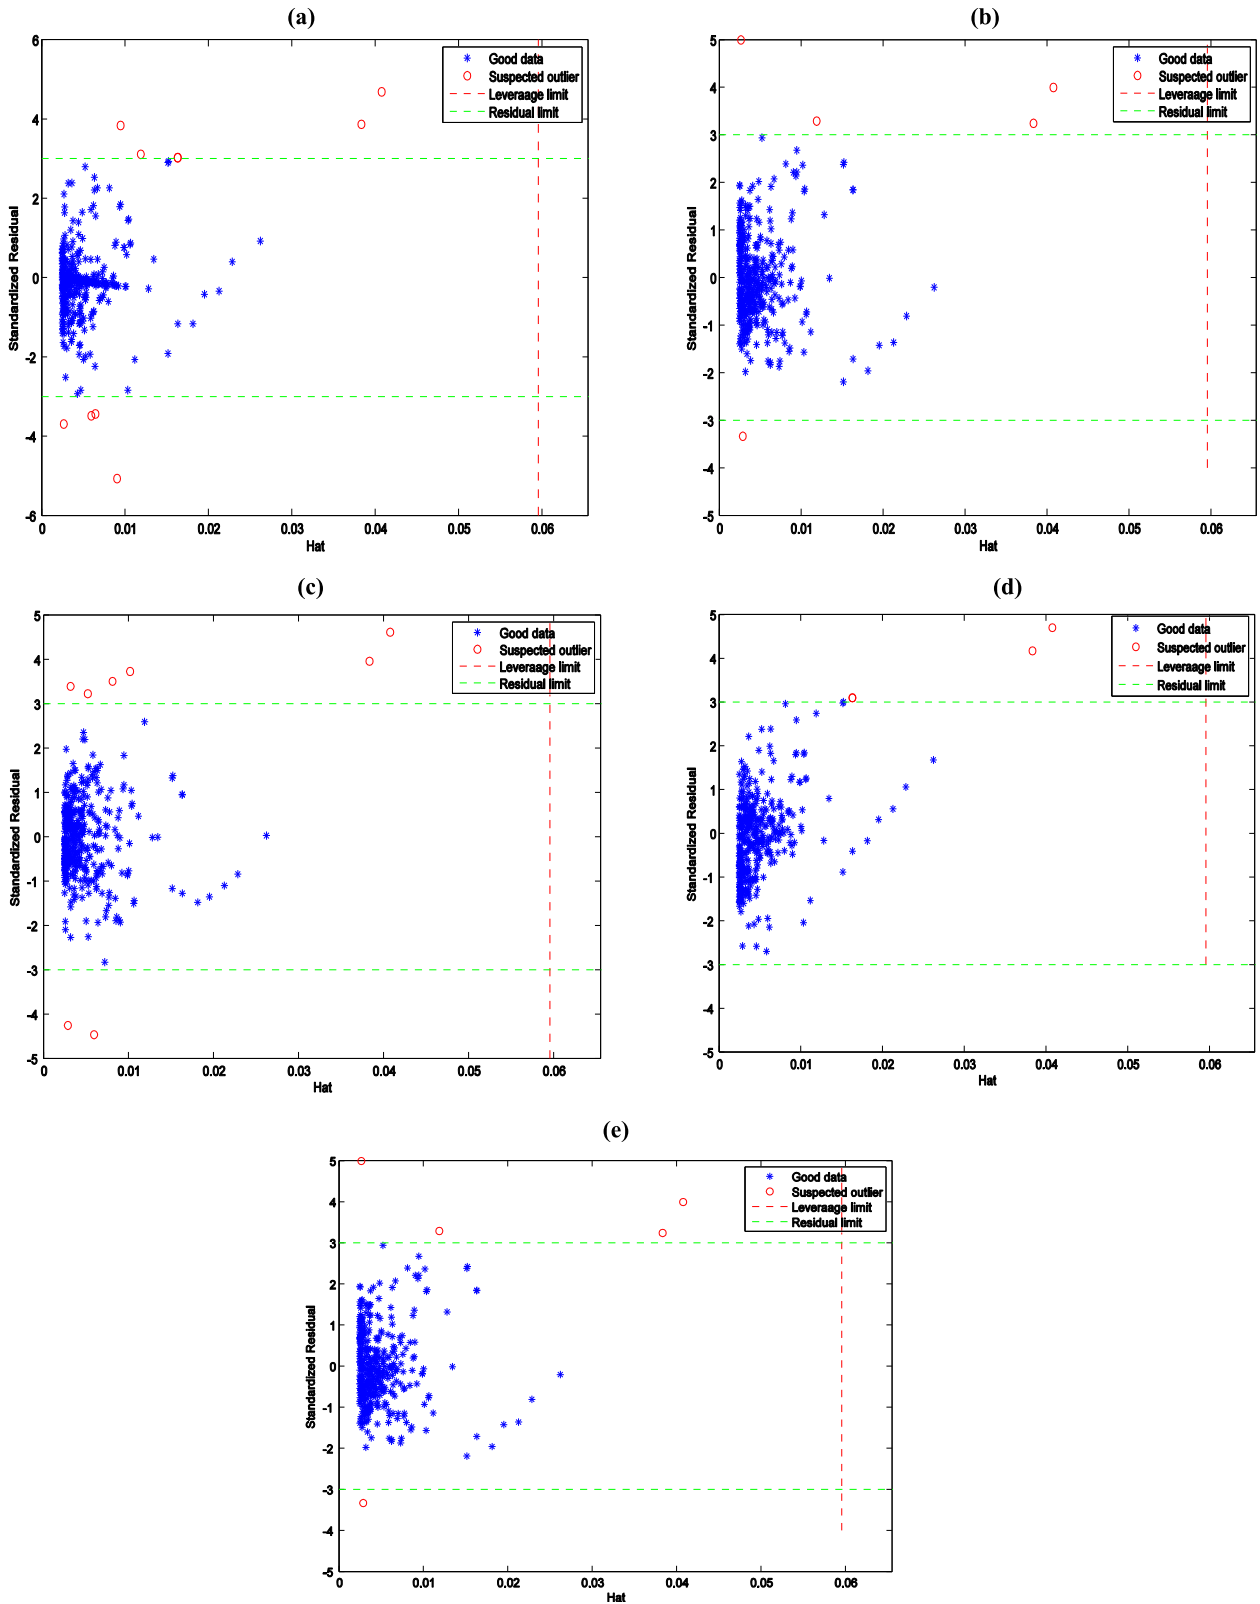 (a)
6
4
2
0
-2
-4
-6
Standardized Residual
0 0.01 0.02 0.03 0.04 0.05 0.06
Hat
Good data
Suspected outlier
Leveraage limit
Residual limit
(b)
5
4
3
2
1
0
-1
-2
-3
-4
-5
Standardized Residual
0 0.01 0.02 0.03 0.04 0.05 0.06
Hat
Good data
Suspected outlier
Leveraage limit
Residual limit
(c)
5
4
3
2
1
0
-1
-2
-3
-4
-5
Standardized Residual
0 0.01 0.02 0.03 0.04 0.05 0.06
Hat
Good data
Suspected outlier
Leveraage limit
Residual limit
(d)
5
4
3
2
1
0
-1
-2
-3
-4
-5
Standardized Residual
0 0.01 0.02 0.03 0.04 0.05 0.06
Hat
Good data
Suspected outlier
Leveraage limit
Residual limit
(e)
5
4
3
2
1
0
-1
-2
-3
-4
-5
Standardized Residual
0 0.01 0.02 0.03 0.04 0.05 0.06
Hat
Good data
Suspected outlier
Leveraage limit
Residual limit